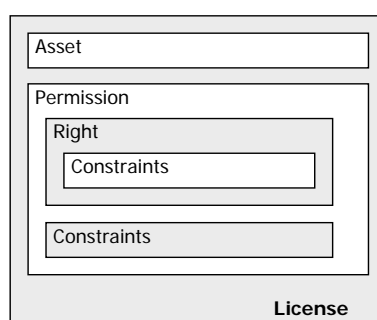 Asset
Permission
Right
Constraints
Constraints
License